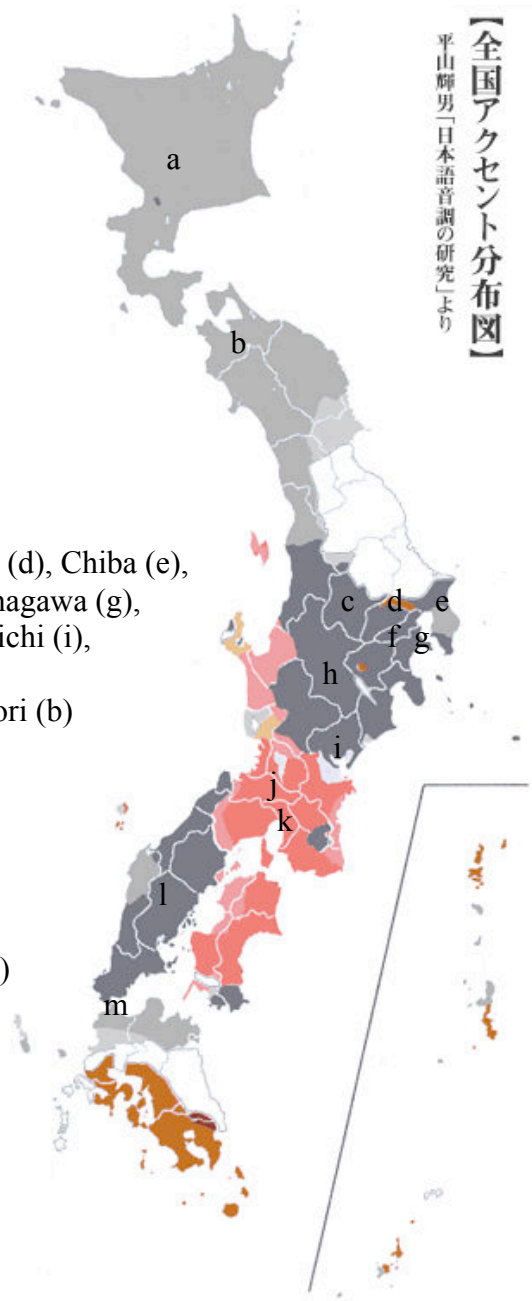 【全国アクセント分布図】
平山輝男「日本語音調の研究」より
a
b
(d), Chiba (e),
nagawa (g),
ichi (i),
ori (b)
)
c
d
e
f
g
h
i
j
k
l
m